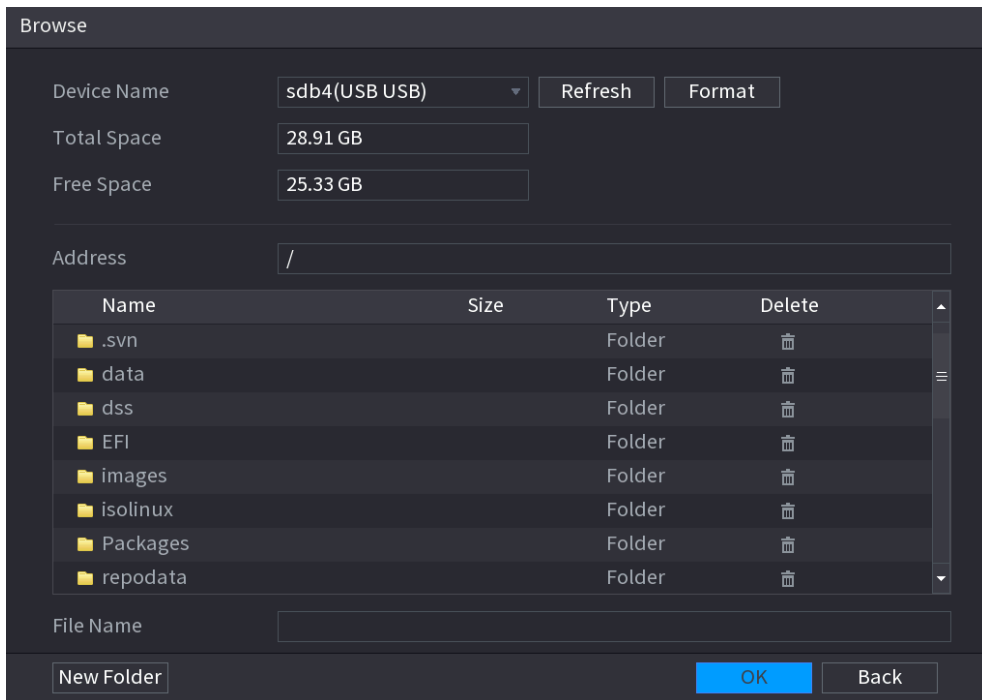 Browse
Device Name sdb4(USB USB) Refresh Format
Total Space 28.91 GB
Free Space 25.33 GB
Address /
Name Size Type Delete
.svn Folder
data Folder
dss Folder
EFI Folder
images Folder
isolinux Folder
Packages Folder
repodata Folder
File Name
New Folder OK Back